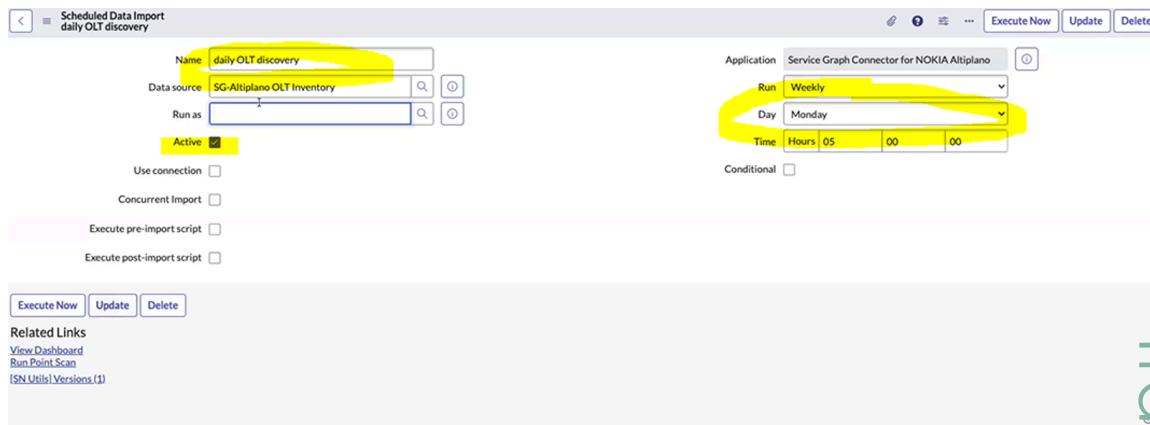 Scheduled Data Import
daily OLT discovery
Execute Now Update Delete
Name daily OLT discovery
Data source SG-Altiplano OLT Inventory
Run as
Active
Use connection
Concurrent Import
Execute pre-import script
Execute post-import script
Application Service Graph Connector for NOKIA Altiplano
Run Weekly
Day Monday
Time Hours 05 00 00
Conditional
Execute Now Update Delete
Related Links
View Dashboard
Run Point Scan
[SN Utils] Versions (1)